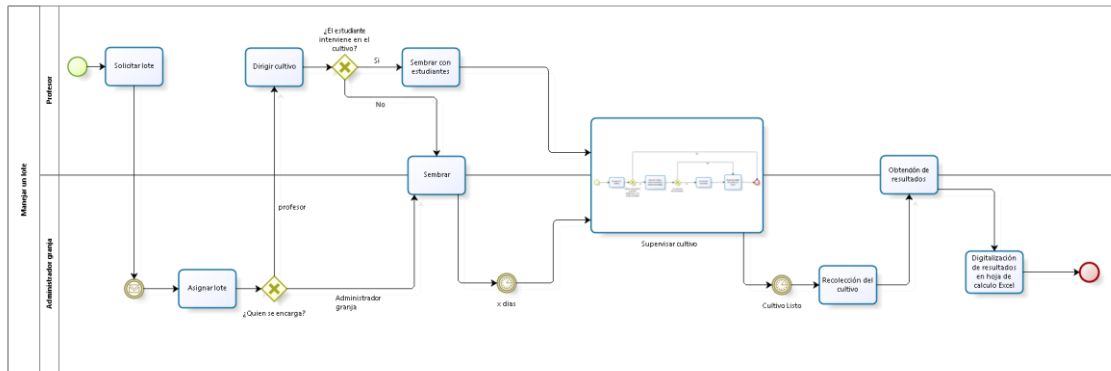 Manejar un lote
Profesor
Administrador granja
Solicitar lote
Dirigir cultivo
¿El estudiante
interviene en el
cultivo?
Si
No
Sembrar con
estudiantes
Sembrar
profesor
Asignar lote
¿Quien se encarga?
Administrador
granja
x dias
Supervisar cultivo
Cultivo Listo
Recolección del
cultivo
Obtención de
resultados
Digitalización
de resultados
en hoja de
calculo Excel